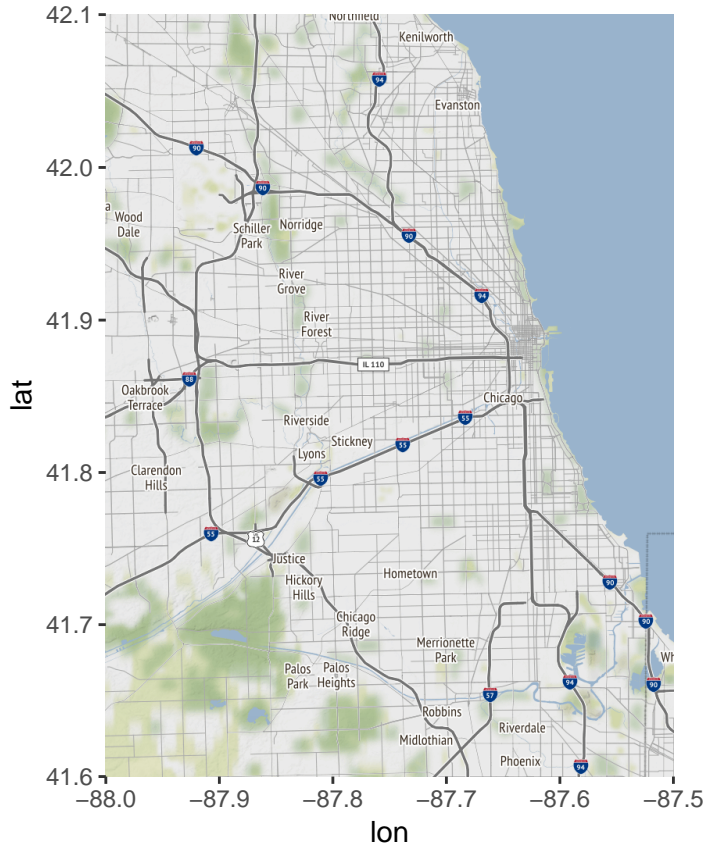 42.1
Northfield
Kenilworth
94
Evanston
90
42.0
90
a
Wood
Dale
Schiller
Park
Norridge
90
River
Grove
94
41.9
River
Forest
IL 110
88
Oakbrook
Terrace
Chicago
lat
Riverside
55
Stickney
55
Lyons
41.8
Clarendon
Hills
55
55
12
Justice
Hometown
Hickory
Hills
90
41.7
Chicago
Ridge
90
Merrionette
Park
Wh
Palos
Park
Palos
Heights
94
90
57
Robbins
Riverdale
Midlothian
Phoenix
94
41.6
−88.0
−87.9
−87.8
−87.7
−87.6
−87.5
lon